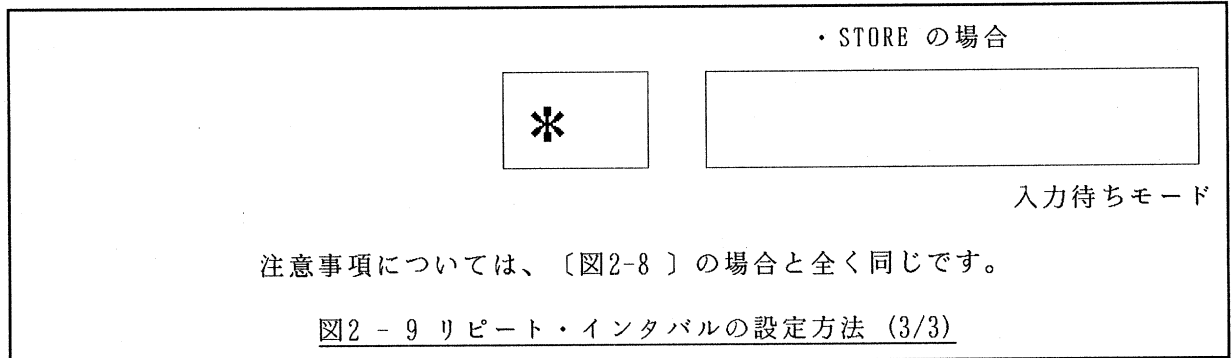 ・STORE の場合
*
入力待ちモード
注意事項については、〔図2-8 〕の場合と全く同じです。
図2 - 9 リピート・インタバルの設定方法 (3/3)